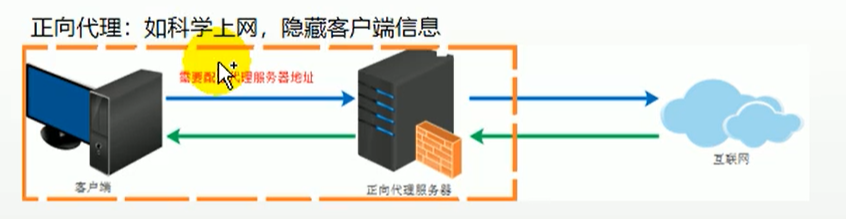 正向代理：如科学上网，隐藏客户端信息
需要配 代理服务器地址
客户端
正向代理服务器
互联网